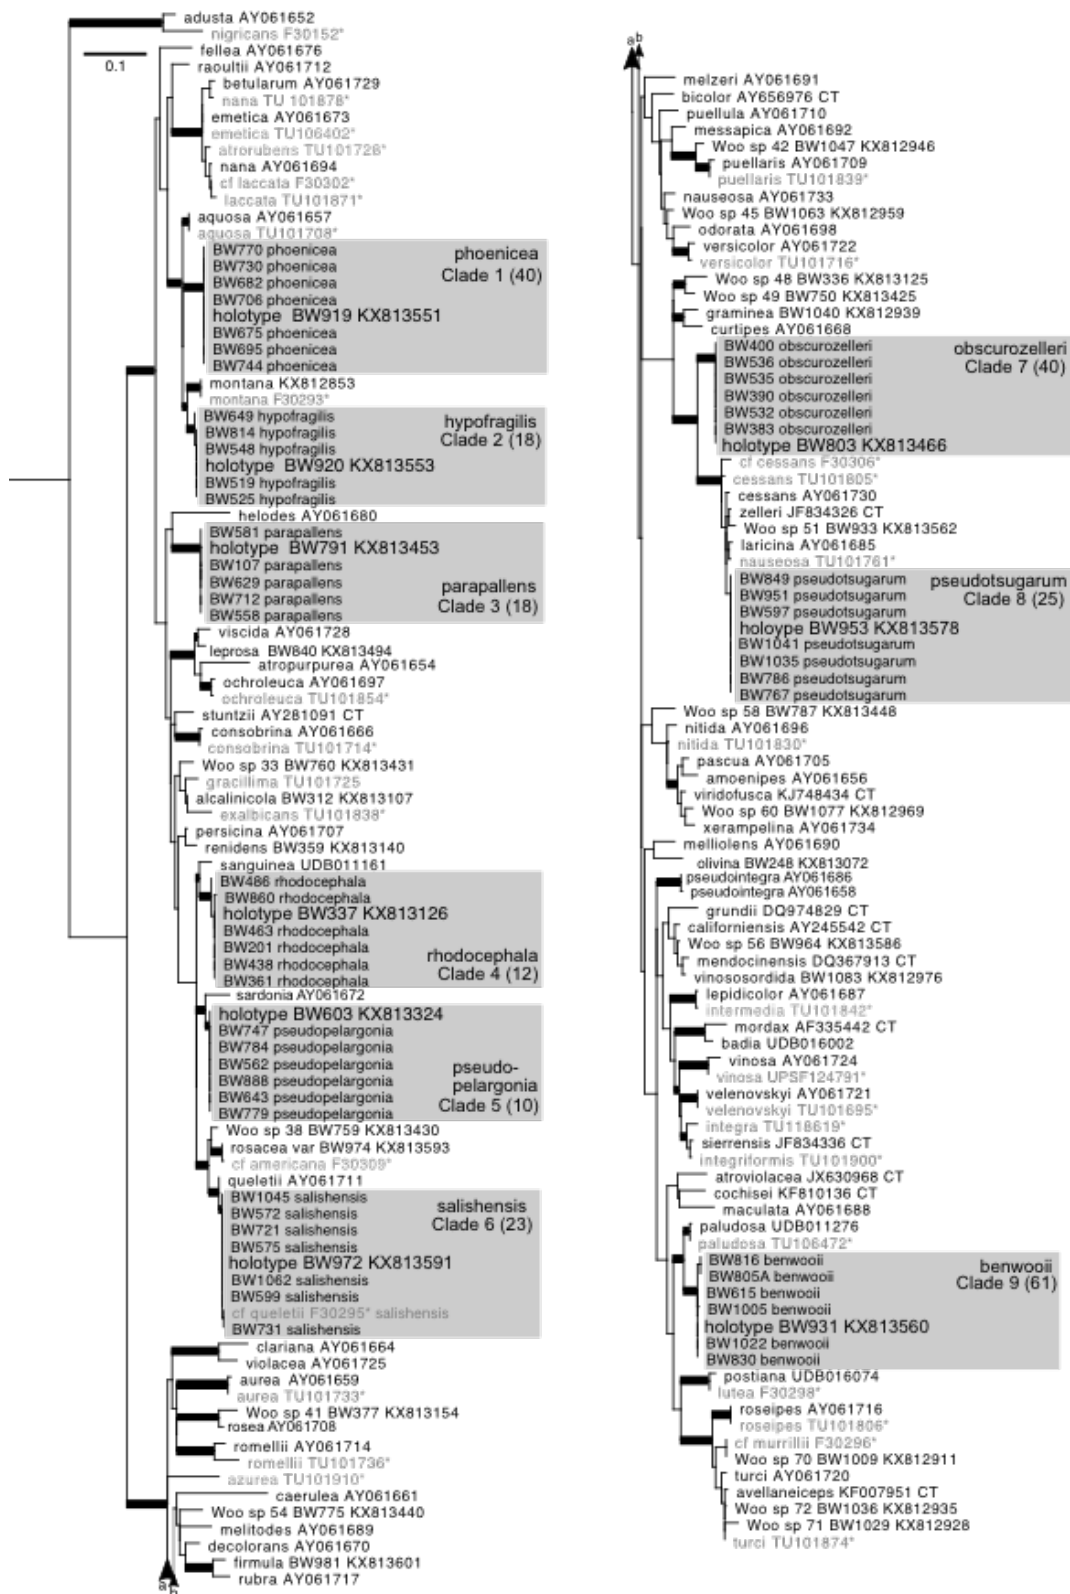 adusta AY061652
nigricans F30152*
0.1
fellea AY061676
raoultii AY061712
betularum AY061729
nana TU 101878*
emetica AY061673
emetica TU106402*
atrorubens TU101728*
nana AY061694
cf laccata F30302*
laccata TU101871*
aquosa AY061657
aquosa TU101708*
BW770 phoenicea
BW730 phoenicea
BW682 phoenicea
BW706 phoenicea
holotype BW919 KX813551
BW675 phoenicea
BW695 phoenicea
BW744 phoenicea
phoenicea
Clade 1 (40)
montana KX812853
montana F30293*
BW649 hypofragilis
BW814 hypofragilis
BW548 hypofragilis
holotype BW920 KX813553
BW519 hypofragilis
BW525 hypofragilis
hypofragilis
Clade 2 (18)
helodes AY061680
BW581 parapallens
holotype BW791 KX813453
BW107 parapallens
BW629 parapallens
BW712 parapallens
BW558 parapallens
parapallens
Clade 3 (18)
viscida AY061728
leprosa BW840 KX813494
atropurpurea AY061654
ochroleuca AY061697
ochroleuca TU101854*
stuntzii AY281091 CT
consobrina AY061666
consobrina TU101714*
Woo sp 33 BW760 KX813431
gracillima TU101725
alcalinicola BW312 KX813107
exalbicans TU101838*
persicina AY061707
renidens BW359 KX813140
sanguinea UDB011161
BW486 rhodocephala
BW860 rhodocephala
holotype BW337 KX813126
BW463 rhodocephala
BW201 rhodocephala
BW438 rhodocephala
BW361 rhodocephala
rhodocephala
Clade 4 (12)
sardonia AY061672
holotype BW603 KX813324
BW747 pseudopelargonia
BW784 pseudopelargonia
BW562 pseudopelargonia
BW888 pseudopelargonia
BW643 pseudopelargonia
BW779 pseudopelargonia
pseudo-
pelargonia
Clade 5 (10)
Woo sp 38 BW759 KX813430
rosacea var BW974 KX813593
cf americana F30309*
queletii AY061711
BW1045 salishensis
BW572 salishensis
BW721 salishensis
BW575 salishensis
holotype BW972 KX813591
BW1062 salishensis
BW599 salishensis
cf queletii F30295* salishensis
BW731 salishensis
salishensis
Clade 6 (23)
clariana AY061664
violacea AY061725
aurea AY061659
aurea TU101733*
Woo sp 41 BW377 KX813154
rosea AY061708
romellii AY061714
romellii TU101736*
azurea TU101910*
caerulea AY061661
Woo sp 54 BW775 KX813440
melitodes AY061689
decolorans AY061670
firmula BW981 KX813601
rubra AY061717
a
b
a
b
melzeri AY061691
bicolor AY656976 CT
puellula AY061710
messapica AY061692
Woo sp 42 BW1047 KX812946
puellaris AY061709
puellaris TU101839*
nauseosa AY061733
Woo sp 45 BW1063 KX812959
odorata AY061698
versicolor AY061722
versicolor TU101716*
Woo sp 48 BW336 KX813125
Woo sp 49 BW750 KX813425
graminea BW1040 KX812939
curtipes AY061668
BW400 obscurozelleri
BW536 obscurozelleri
BW535 obscurozelleri
BW390 obscurozelleri
BW532 obscurozelleri
BW383 obscurozelleri
holotype BW803 KX813466
obscurozelleri
Clade 7 (40)
cf cessans F30306*
cessans TU101805*
cessans AY061730
zelleri JF834326 CT
Woo sp 51 BW933 KX813562
laricina AY061685
nauseosa TU101761*
BW849 pseudotsugarum
BW951 pseudotsugarum
BW597 pseudotsugarum
holoype BW953 KX813578
BW1041 pseudotsugarum
BW1035 pseudotsugarum
BW786 pseudotsugarum
BW767 pseudotsugarum
pseudotsugarum
Clade 8 (25)
Woo sp 58 BW787 KX813448
nitida AY061696
nitida TU101830*
pascua AY061705
amoenipes AY061656
viridofusca KJ748434 CT
Woo sp 60 BW1077 KX812969
xerampelina AY061734
melliolens AY061690
olivina BW248 KX813072
pseudointegra AY061686
pseudointegra AY061658
grundii DQ974829 CT
californiensis AY245542 CT
Woo sp 56 BW964 KX813586
mendocinensis DQ367913 CT
vinososordida BW1083 KX812976
lepidicolor AY061687
intermedia TU101842*
mordax AF335442 CT
badia UDB016002
vinosa AY061724
vinosa UPSF124791*
velenovskyi AY061721
velenovskyi TU101695*
integra TU118619*
sierrensis JF834336 CT
integriformis TU101900*
atroviolacea JX630968 CT
cochisei KF810136 CT
maculata AY061688
paludosa UDB011276
paludosa TU106472*
BW816 benwooii
BW805A benwooii
BW615 benwooii
BW1005 benwooii
holotype BW931 KX813560
BW1022 benwooii
BW830 benwooii
benwooii
Clade 9 (61)
postiana UDB016074
lutea F30298*
roseipes AY061716
roseipes TU101806*
cf murrillii F30296*
Woo sp 70 BW1009 KX812911
turci AY061720
avellaneiceps KF007951 CT
Woo sp 72 BW1036 KX812935
Woo sp 71 BW1029 KX812928
turci TU101874*